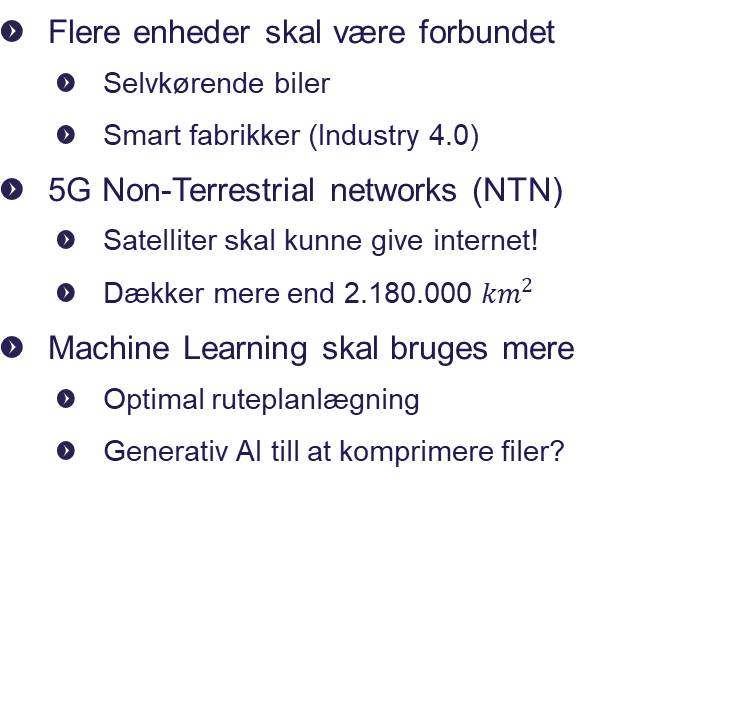 Flere enheder skal være forbundet
Selvkørende biler
Smart fabrikker (Industry 4.0)
5G Non-Terrestrial networks (NTN)
Satelliter skal kunne give internet!
Dækker mere end 2.180.000 km²
Machine Learning skal bruges mere
Optimal ruteplanlægning
Generativ AI till at komprimere filer?